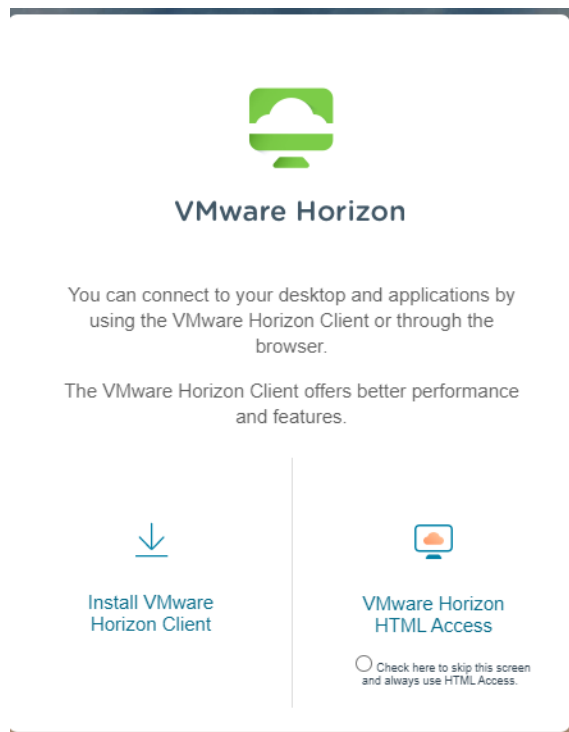 VMware Horizon
You can connect to your desktop and applications by
using the VMware Horizon Client or through the
browser.
The VMware Horizon Client offers better performance
and features.
Install VMware
Horizon Client
VMware Horizon
HTML Access
Check here to skip this screen
and always use HTML Access.